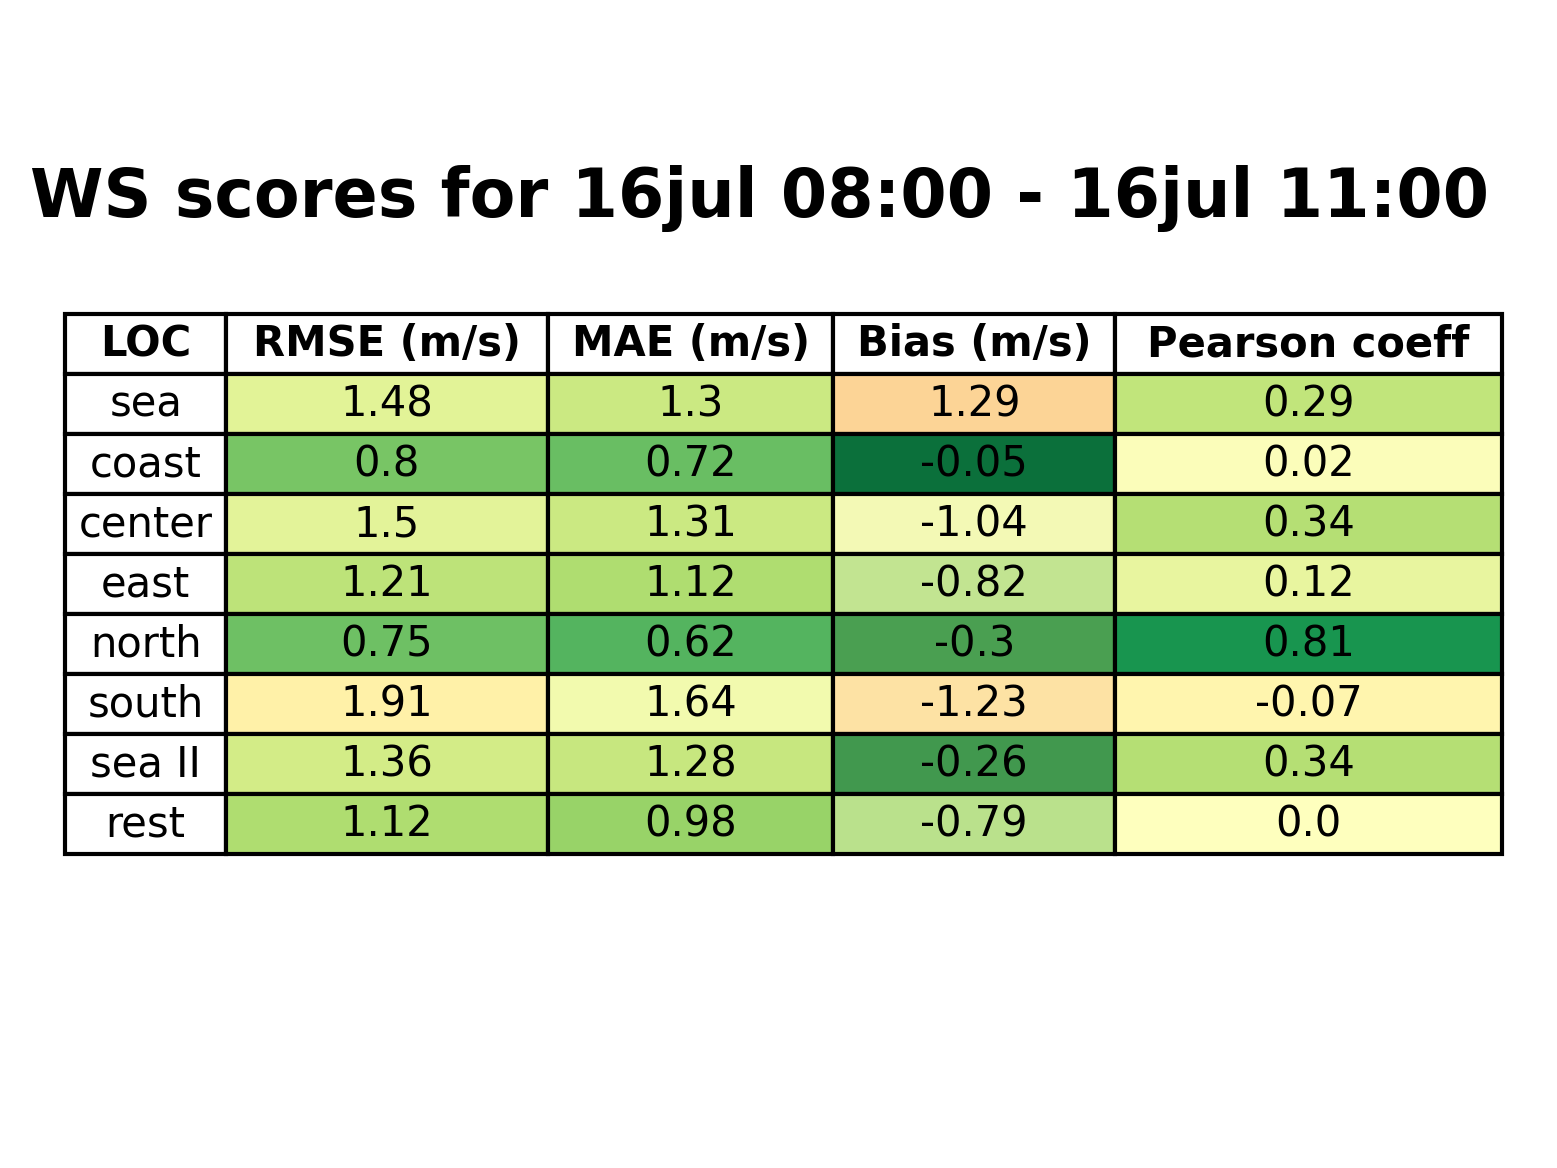 WS scores for 16jul 08:00 - 16jul 11:00
LOC RMSE (m/s) MAE (m/s) Bias (m/s) Pearson coeff
sea 1.48 1.3 1.29 0.29
coast 0.8 0.72 -0.05 0.02
center 1.5 1.31 -1.04 0.34
east 1.21 1.12 -0.82 0.12
north 0.75 0.62 -0.3 0.81
south 1.91 1.64 -1.23 -0.07
sea II 1.36 1.28 -0.26 0.34
rest 1.12 0.98 -0.79 0.0